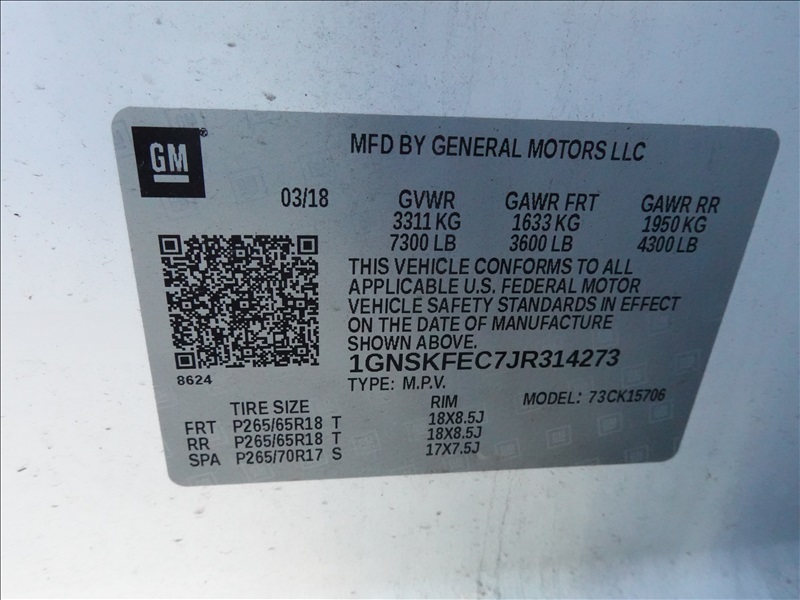 GM®
MFD BY GENERAL MOTORS LLC
03/18 GVWR GAWR FRT GAWR RR
3311 KG 1633 KG 1950 KG
7300 LB 3600 LB 4300 LB
THIS VEHICLE CONFORMS TO ALL
APPLICABLE U.S. FEDERAL MOTOR
VEHICLE SAFETY STANDARDS IN EFFECT
ON THE DATE OF MANUFACTURE
SHOWN ABOVE.
1GNSKFEC7JR314273
8624
TYPE: M.P.V. MODEL: 73CK15706
TIRE SIZE RIM
FRT P265/65R18 T 18X8.5J
RR P265/65R18 T 18X8.5J
SPA P265/70R17 S 17X7.5J